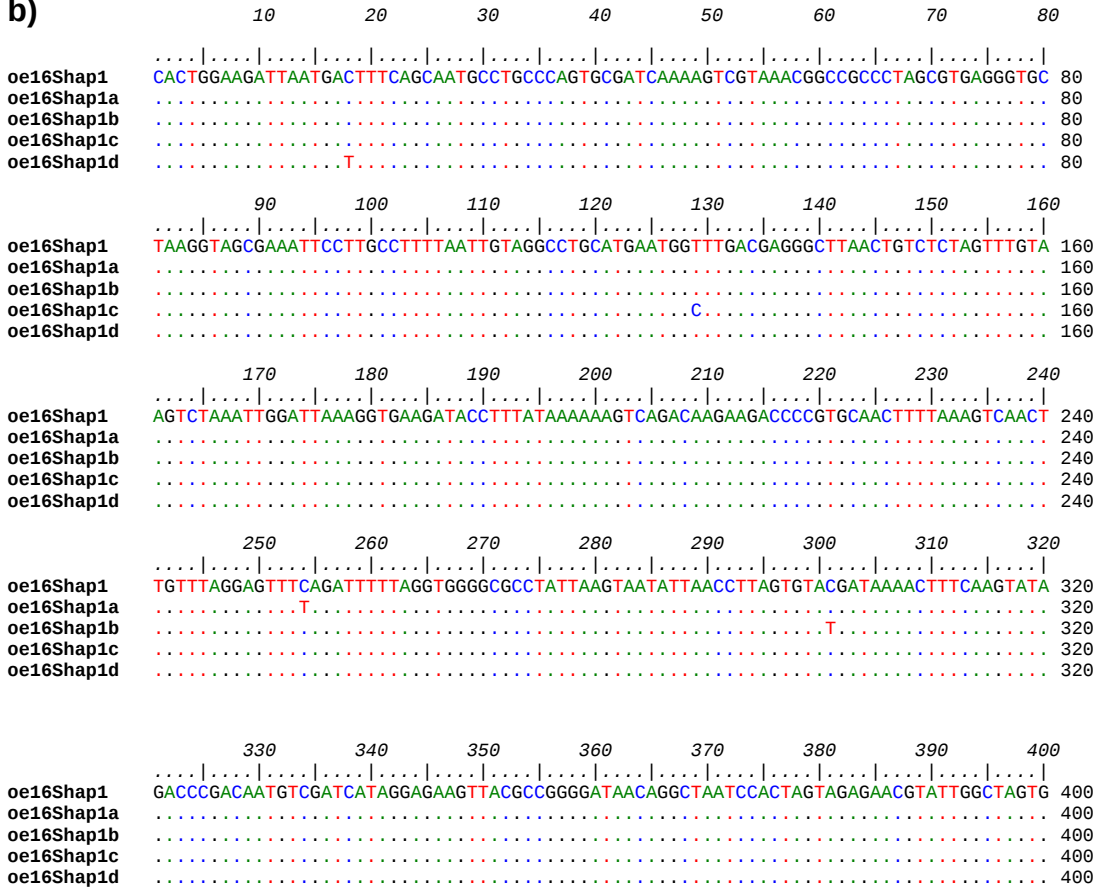 b)
10 20 30 40 50 60 70 80
....|....|....|....|....|....|....|....|....|....|....|....|....|....|....|....|
oe16Shap1 CACTGGAAGATTAATGACTTTCAGCAATGCCTGCCCAGTGCGATCAAAAGTCGTAAACGGCCGCCCTAGCGTGAGGGTGC 80
oe16Shap1a ................................................................................ 80
oe16Shap1b ................................................................................ 80
oe16Shap1c ................................................................................ 80
oe16Shap1d .................T.............................................................. 80
90 100 110 120 130 140 150 160
....|....|....|....|....|....|....|....|....|....|....|....|....|....|....|....|
oe16Shap1 TAAGGTAGCGAAATTCCTTGCCTTTTAATTGTAGGCCTGCATGAATGGTTTGACGAGGGCTTAACTGTCTCTAGTTTGTA 160
oe16Shap1a ................................................................................ 160
oe16Shap1b ................................................................................ 160
oe16Shap1c ................................................C............................... 160
oe16Shap1d ................................................................................ 160
170 180 190 200 210 220 230 240
....|....|....|....|....|....|....|....|....|....|....|....|....|....|....|....|
oe16Shap1 AGTCTAAATTGGATTAAAGGTGAAGATACCTTTATAAAAAAGTCAGACAAGAAGACCCCGTGCAACTTTTAAAGTCAACT 240
oe16Shap1a ................................................................................ 240
oe16Shap1b ................................................................................ 240
oe16Shap1c ................................................................................ 240
oe16Shap1d ................................................................................ 240
250 260 270 280 290 300 310 320
....|....|....|....|....|....|....|....|....|....|....|....|....|....|....|....|
oe16Shap1 TGTTTAGGAGTTTCAGATTTTTAGGTGGGGCGCCTATTAAGTAATATTAACCTTAGTGTACGATAAAACTTTCAAGTATA 320
oe16Shap1a .............T.................................................................. 320
oe16Shap1b ............................................................T................... 320
oe16Shap1c ................................................................................ 320
oe16Shap1d ................................................................................ 320
330 340 350 360 370 380 390 400
....|....|....|....|....|....|....|....|....|....|....|....|....|....|....|....|
oe16Shap1 GACCCGACAATGTCGATCATAGGAGAAGTTACGCCGGGGATAACAGGCTAATCCACTAGTAGAGAACGTATTGGCTAGTG 400
oe16Shap1a ................................................................................ 400
oe16Shap1b ................................................................................ 400
oe16Shap1c ................................................................................ 400
oe16Shap1d ................................................................................ 400